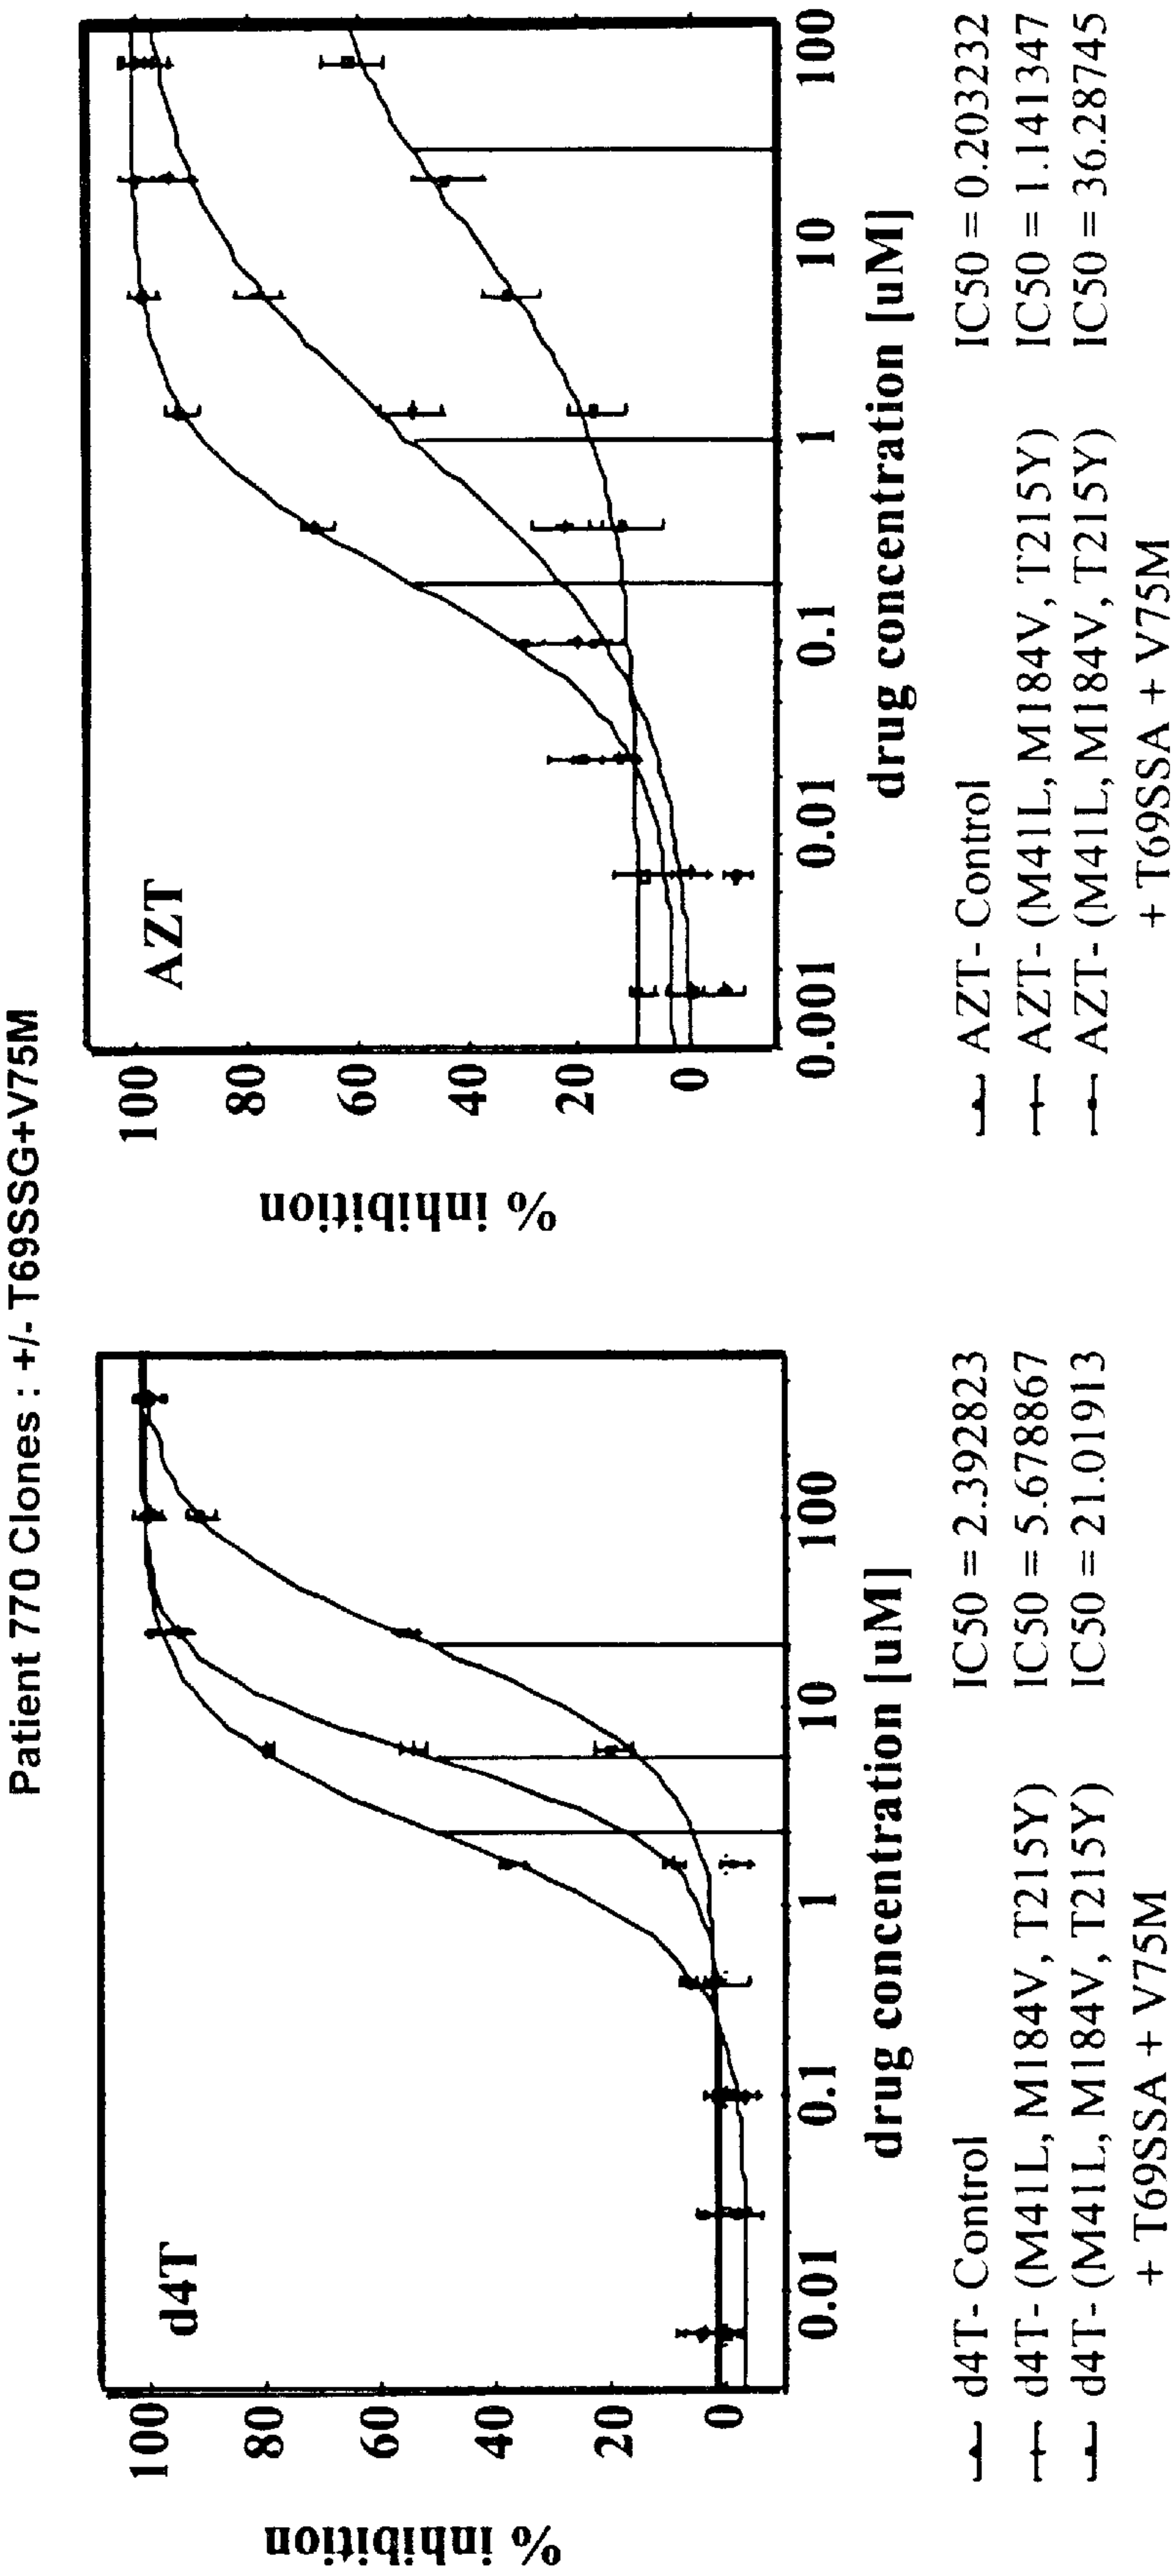 Patient 770 Clones : +/- T69SSG+V75M
d4T
% inhibition
100
80
60
40
20
0
0.01
0.1
1
10
100
drug concentration [uM]
d4T- Control IC50 = 2.392823
d4T- (M41L, M184V, T215Y) IC50 = 5.678867
d4T- (M41L, M184V, T215Y) IC50 = 21.01913
+ T69SSA + V75M
AZT
% inhibition
100
80
60
40
20
0
0.001
0.01
0.1
1
10
100
drug concentration [uM]
AZT- Control IC50 = 0.203232
AZT- (M41L, M184V, T215Y) IC50 = 1.141347
AZT- (M41L, M184V, T215Y) IC50 = 36.28745
+ T69SSA + V75M